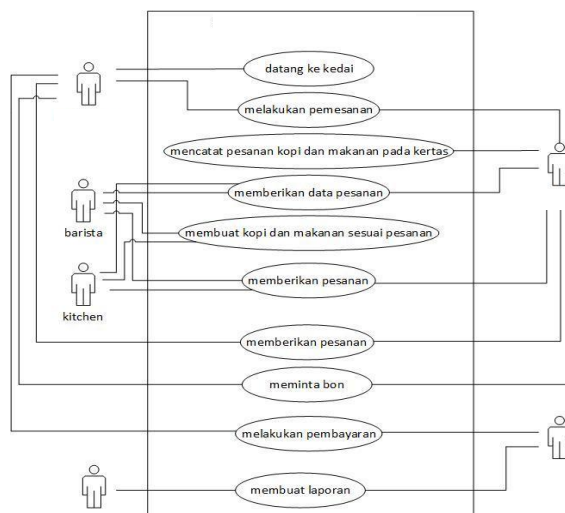 datang ke kedai
melakukan pemesanan
mencatat pesanan kopi dan makanan pada kertas
memberikan data pesanan
barista
membuat kopi dan makanan sesuai pesanan
memberikan pesanan
kitchen
memberikan pesanan
meminta bon
melakukan pembayaran
membuat laporan